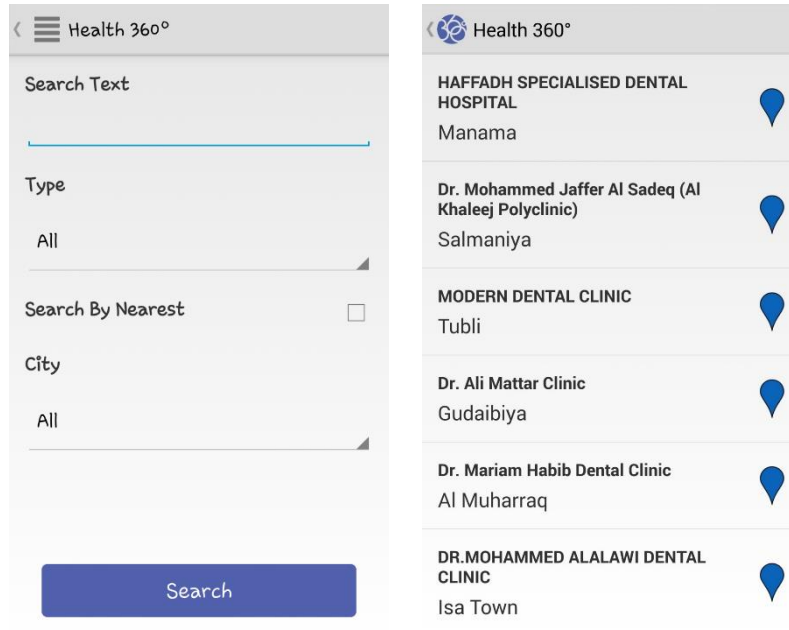 Health 360°
Search Text
Type
All
Search By Nearest
City
All
Search
Health 360°
HAFFADH SPECIALISED DENTAL
HOSPITAL
Manama
Dr. Mohammed Jaffer Al Sadeq (Al
Khaleej Polyclinic)
Salmaniya
MODERN DENTAL CLINIC
Tubli
Dr. Ali Mattar Clinic
Gudaibiya
Dr. Mariam Habib Dental Clinic
Al Muharraq
DR.MOHAMMED ALALAWI DENTAL
CLINIC
Isa Town